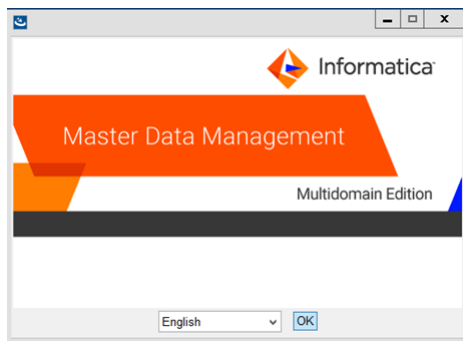 Informatica
Master Data Management
Multidomain Edition
English
OK